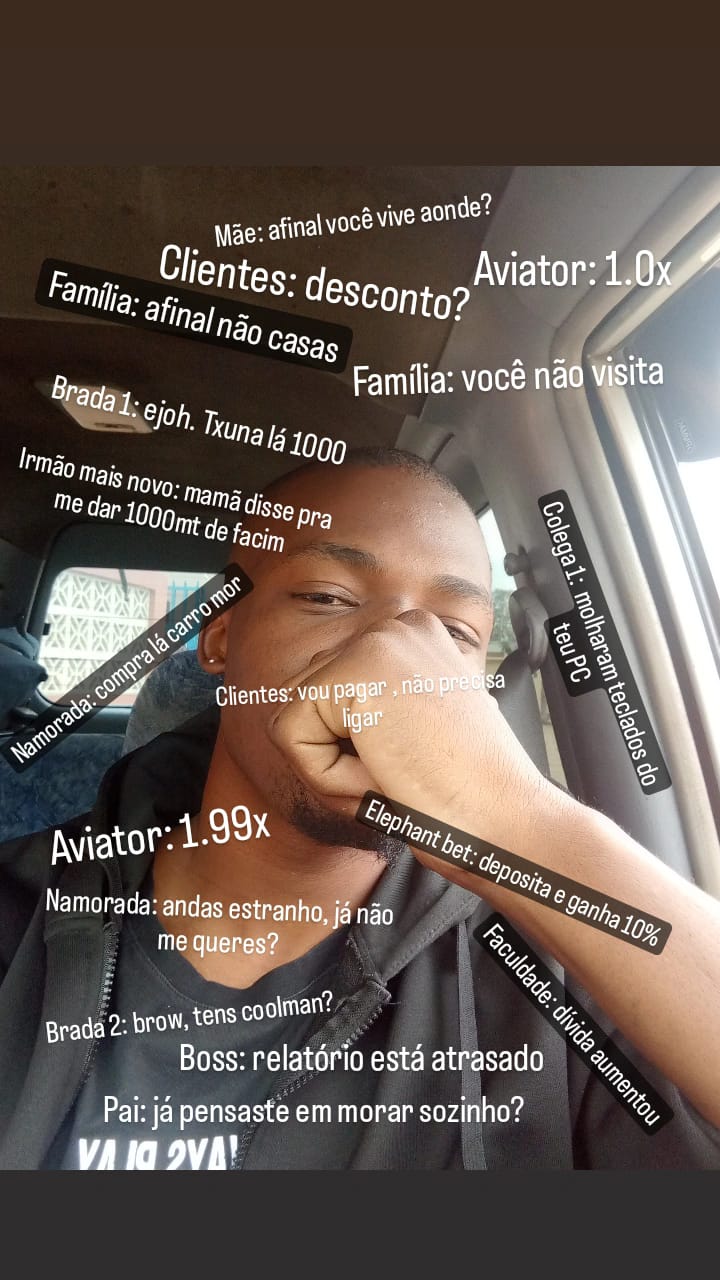 Mãe: afinal você vive aonde?
Clientes: desconto?
Aviator: 1.0x
Família: afinal não casas
Família: você não visita
Brada 1: ejoh. Txuna lá 1000
Irmão mais novo: mamã disse pra
me dar 1000mt de facim
Colega1: molharam teclados do
teu PC
Namorada: compra lá carro mor
Clientes: vou pagar , não precisa
ligar
Aviator: 1.99x
Elephant bet: deposita e ganha 10%
Namorada: andas estranho, já não
me queres?
Faculdade: dívida aumentou
Brada 2: brow, tens coolman?
Boss: relatório está atrasado
Pai: já pensaste em morar sozinho?